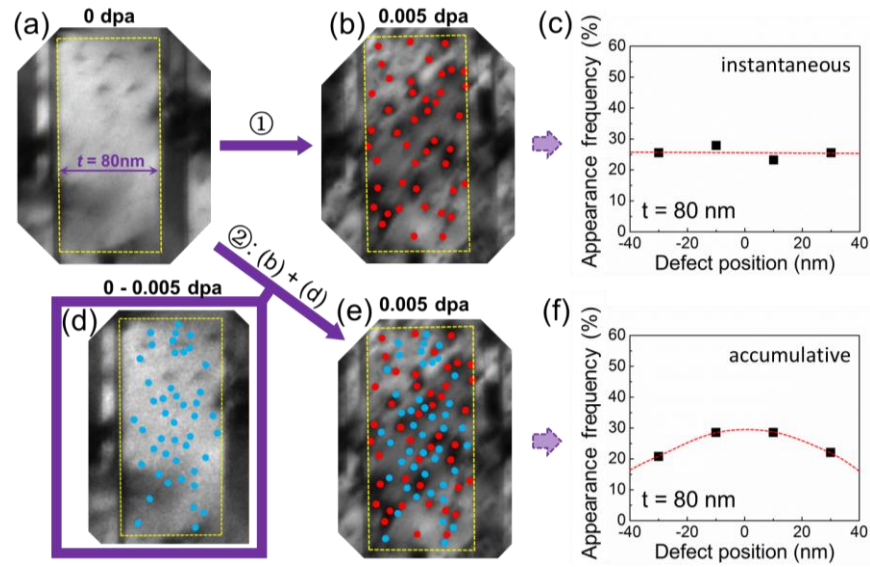 (a)
0 dpa
t = 80nm
①
(b)
0.005 dpa
(c)
Appearance frequency (%)
60
50
40
30
20
10
0
instantaneous
t = 80 nm
-40
-20
0
20
40
Defect position (nm)
②: (b) + (d)
0 - 0.005 dpa
(d)
(e)
0.005 dpa
(f)
Appearance frequency (%)
60
50
40
30
20
10
0
accumulative
t = 80 nm
-40
-20
0
20
40
Defect position (nm)